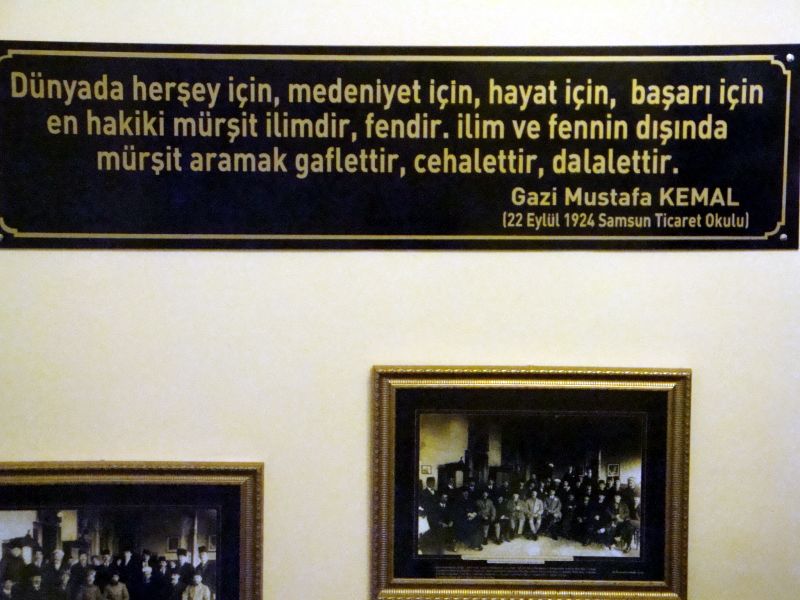 Dünyada herşey için, medeniyet için, hayat için, başarı için
en hakiki mürşit ilimdir, fendir. ilim ve fennin dışında
mürşit aramak gaflettir, cehalettir, dalalettir.
Gazi Mustafa KEMAL
(22 Eylül 1924 Samsun Ticaret Okulu)